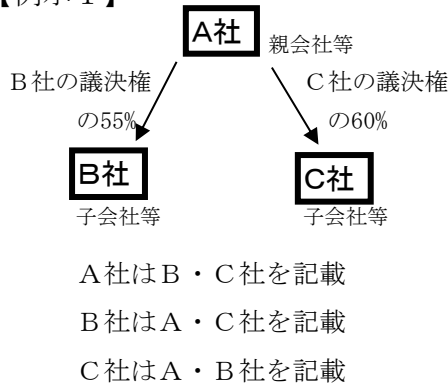 【例示１】
A社
親会社等
Ｂ社の議決権
の55%
Ｃ社の議決権
の60%
B社
C社
子会社等
子会社等
Ａ社はＢ・Ｃ社を記載
Ｂ社はＡ・Ｃ社を記載
Ｃ社はＡ・Ｂ社を記載